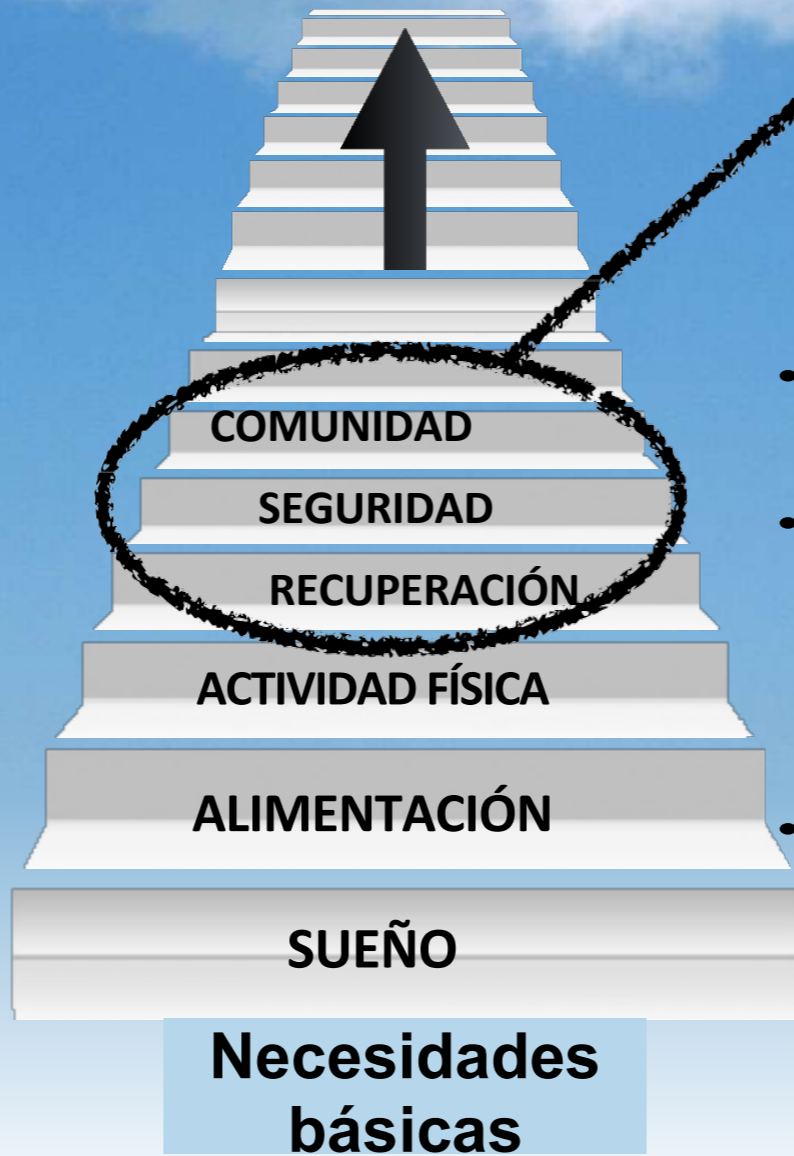 COMUNIDAD
SEGURIDAD
RECUPERACIÓN
ACTIVIDAD FÍSICA
ALIMENTACIÓN
SUEÑO
Necesidades
básicas